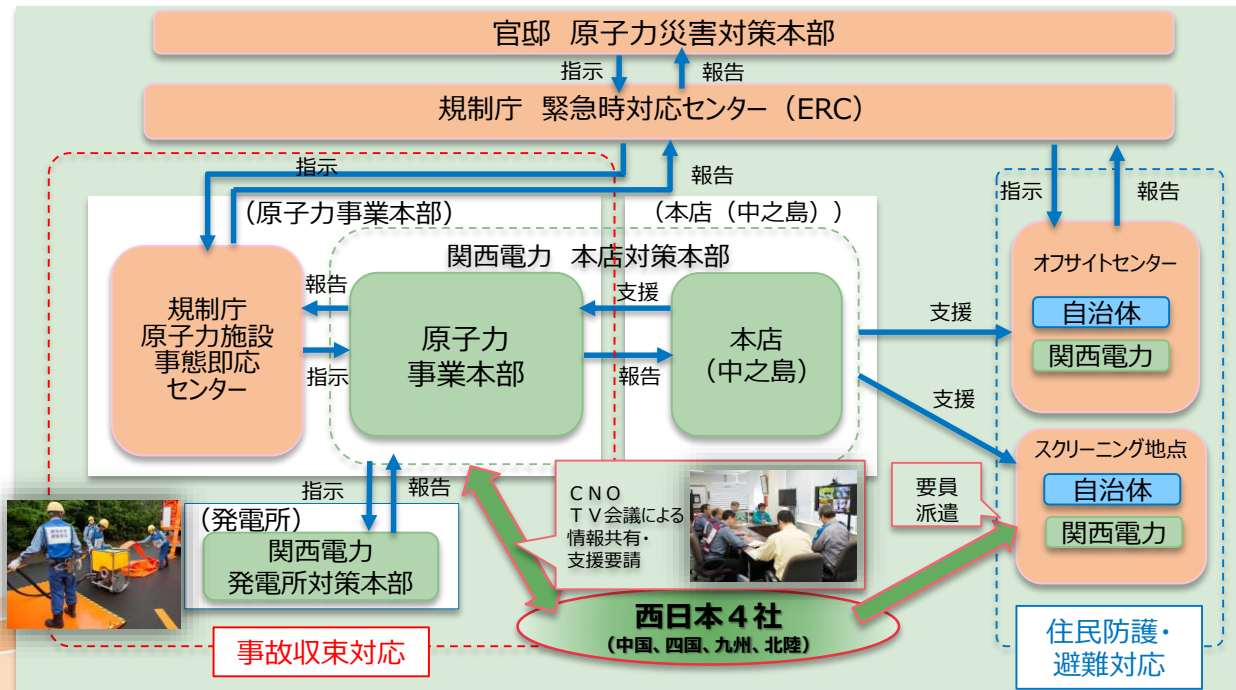 官邸 原子力災害対策本部
指示
報告
規制庁 緊急時対応センター（ERC）
指示
報告
指示
報告
（原子力事業本部）
（本店（中之島））
関西電力 本店対策本部
規制庁
原子力施設
事態即応
センター
報告
指示
原子力
事業本部
支援
報告
本店
（中之島）
支援
支援
オフサイトセンター
自治体
関西電力
スクリーニング地点
自治体
関西電力
指示
報告
（発電所）
関西電力
発電所対策本部
ＣＮＯ
ＴＶ会議による
情報共有・
支援要請
要員
派遣
西日本４社
（中国、四国、九州、北陸）
事故収束対応
住民防護・
避難対応